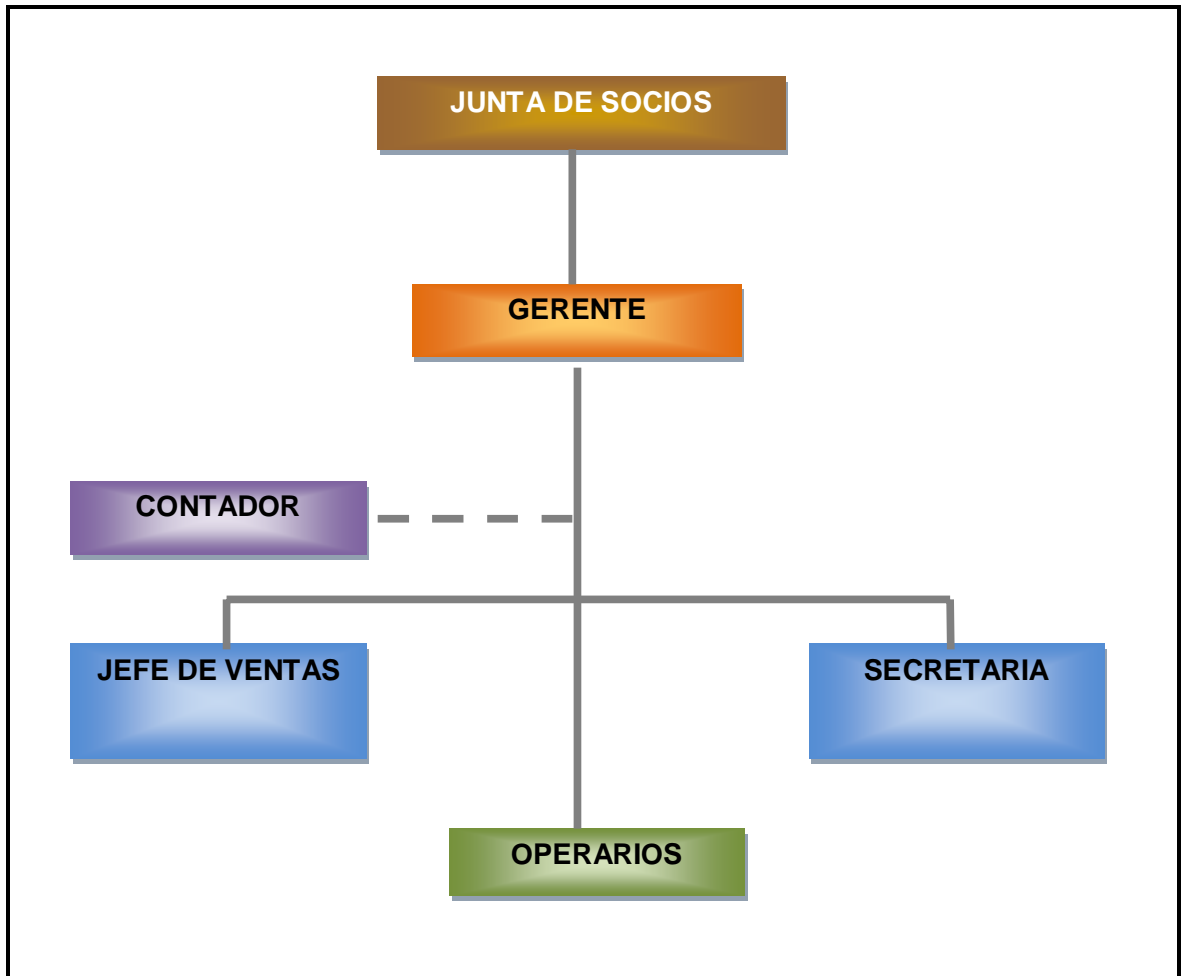 JUNTA DE SOCIOS
GERENTE
CONTADOR
JEFE DE VENTAS
SECRETARIA
OPERARIOS